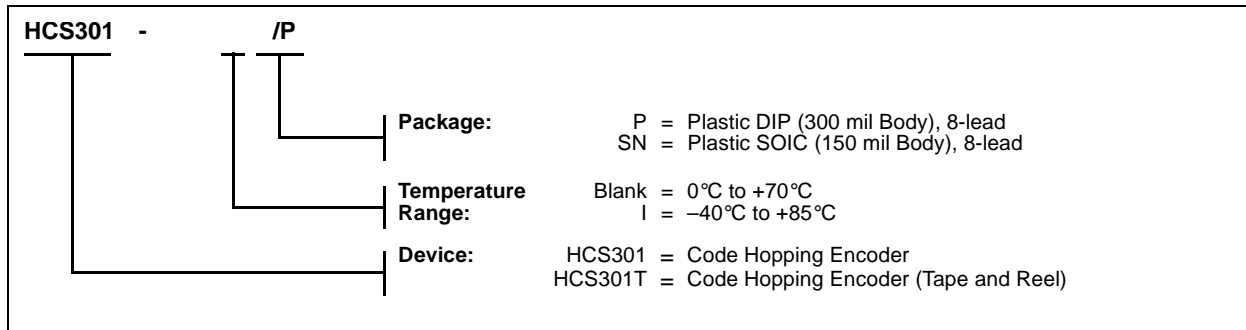 HCS301 - /P
Package: P = Plastic DIP (300 mil Body), 8-lead
SN = Plastic SOIC (150 mil Body), 8-lead
Temperature Blank = 0°C to +70°C
Range: I = –40°C to +85°C
Device: HCS301 = Code Hopping Encoder
HCS301T = Code Hopping Encoder (Tape and Reel)